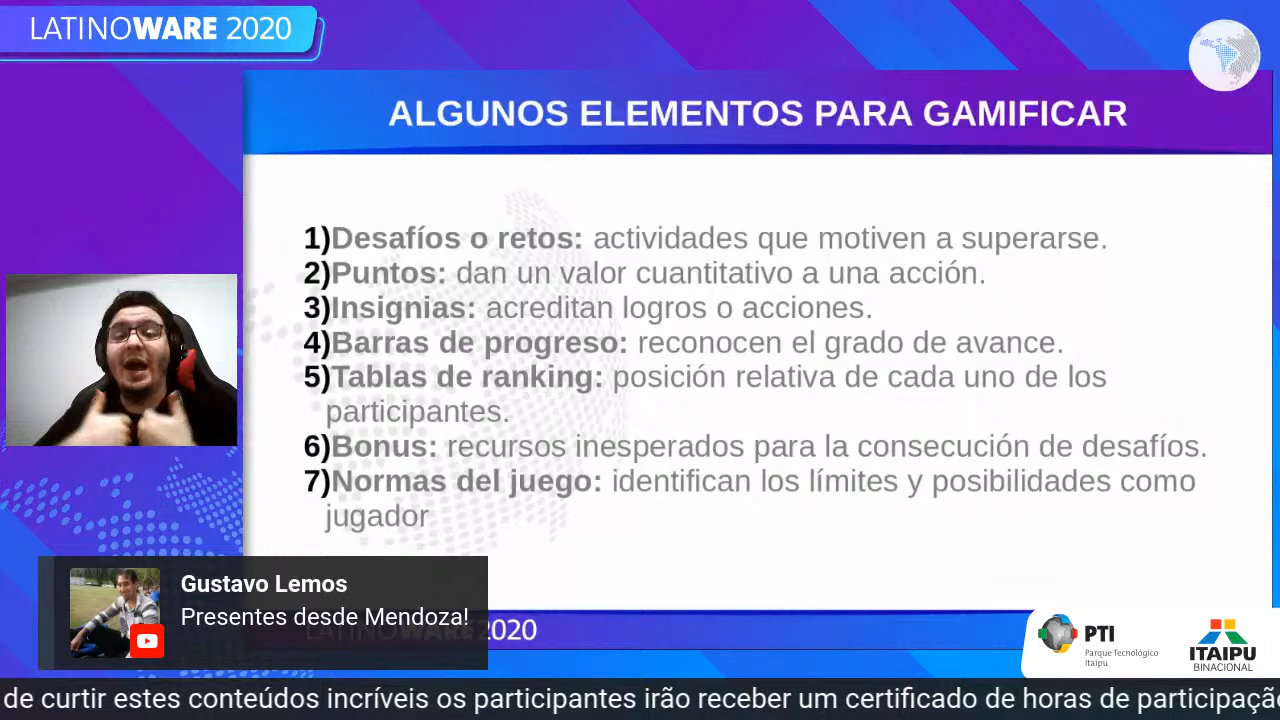 LATINOWARE 2020
ALGUNOS ELEMENTOS PARA GAMIFICAR
1)Desafíos o retos: actividades que motiven a superarse.
2)Puntos: dan un valor cuantitativo a una acción.
3)Insignias: acreditan logros o acciones.
4)Barras de progreso: reconocen el grado de avance.
5)Tablas de ranking: posición relativa de cada uno de los
participantes.
6)Bonus: recursos inesperados para la consecución de desafíos.
7)Normas del juego: identifican los límites y posibilidades como
jugador
Gustavo Lemos
Presentes desde Mendoza!
LATINOWARE 2020
PTI
Parque Tecnológico
Itaipu
ITAIPU
BINACIONAL
de curtir estes conteúdos incríveis os participantes irão receber um certificado de horas de participação